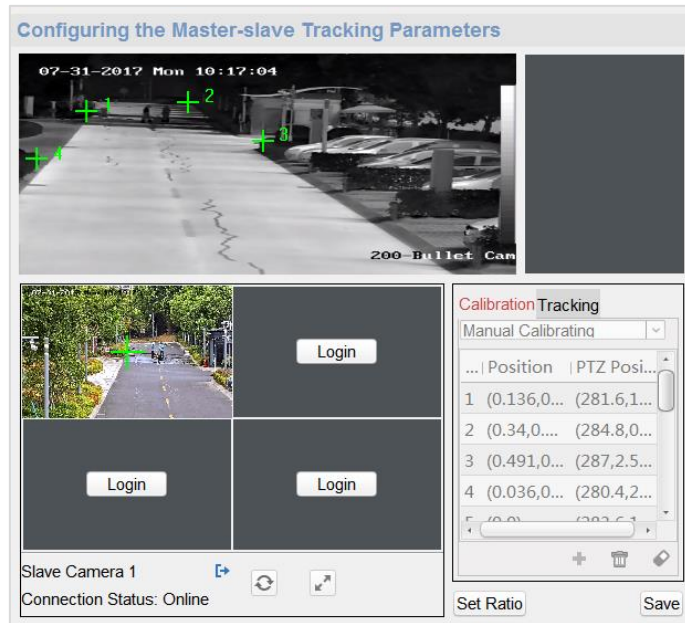 Configuring the Master-slave Tracking Parameters
07-31-2017 Mon 10:17:04
1
2
3
4
200-Bullet Cam
Login
Login
Login
Slave Camera 1
Connection Status: Online
Calibration Tracking
Manual Calibrating
... Position PTZ Posi...
1 (0.136,0... (281.6,1...
2 (0.34,0.... (284.8,0...
3 (0.491,0... (287,2.5...
4 (0.036,0... (280.4,2...
Set Ratio
Save